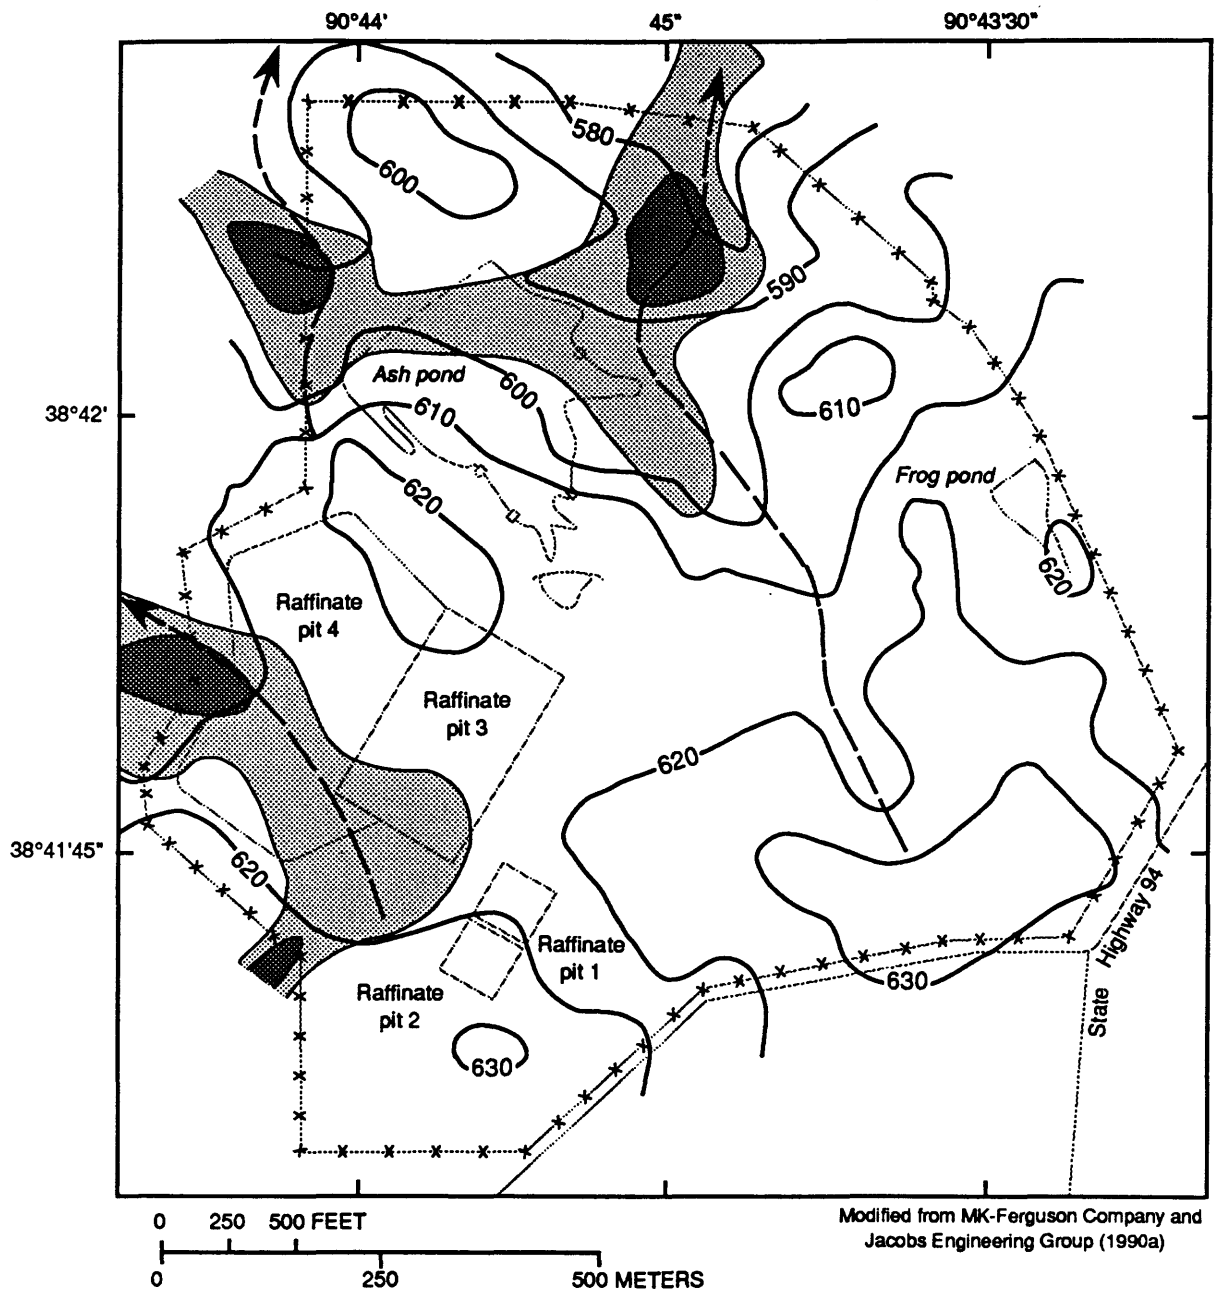 90°44' 45" 90°43'30"
580
600
590
Ash pond
600
610
610
38°42'
620
Frog pond
620
Raffinate
pit 4
Raffinate
pit 3
620
38°41'45"
620
Raffinate
pit 1
Raffinate
pit 2
630
630
State Highway 94
0 250 500 FEET
0 250 500 METERS
Modified from MK-Ferguson Company and
Jacobs Engineering Group (1990a)